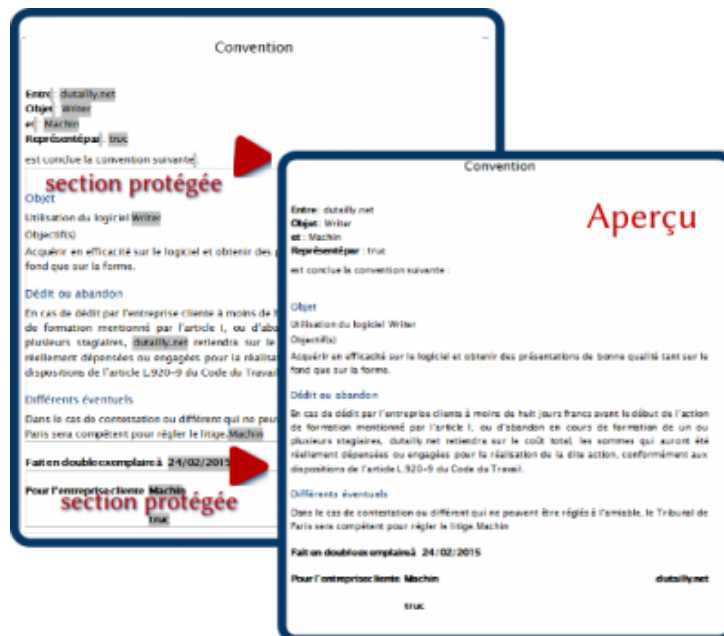 Convention
Entre : dutailly.net
Objet : Writer
et : Machin
Représenté par : truc
est conclue la convention suivante :
section protégée
Objet
Utilisation du logiciel Writer
Objectif(s)
Acquérir en efficacité sur le logiciel et obtenir des p
fond que sur la forme.
Dédit ou abandon
En cas de dédit par l'entreprise cliente à moins de h
de formation mentionné par l'article I, ou d'aba
plusieurs stagiaires, dutailly.net retiendra sur le
réellement dépensées ou engagées pour la réalisat
dispositions de l'article L.920-9 du Code du Travail
Différents éventuels
Dans le cas de contestation ou différent qui ne peuv
Paris sera compétent pour régler le litige.Machin
Fait en double exemplaire à 24/02/2015
Pour l'entreprise cliente Machin
section protégée
truc
Convention
Aperçu
Entre : dutailly.net
Objet : Writer
et : Machin
Représenté par : truc
est conclue la convention suivante :
Objet
Utilisation du logiciel Writer
Objectif(s)
Acquérir en efficacité sur le logiciel et obtenir des présentations de bonne qualité tant sur le
fond que sur la forme.
Dédit ou abandon
En cas de dédit par l'entreprise cliente à moins de huit jours francs avant le début de l'action
de formation mentionné par l'article I, ou d'abandon en cours de formation de un ou
plusieurs stagiaires, dutailly.net retiendra sur le coût total, les sommes qui auront été
réellement dépensées ou engagées pour la réalisation de la dite action, conformément aux
dispositions de l'article L.920-9 du Code du Travail.
Différents éventuels
Dans le cas de contestation ou différent qui ne peuvent être réglés à l'amiable, le Tribunal de
Paris sera compétent pour régler le litige.Machin
Fait en double exemplaire à 24/02/2015
Pour l'entreprise cliente Machin dutailly.net
truc